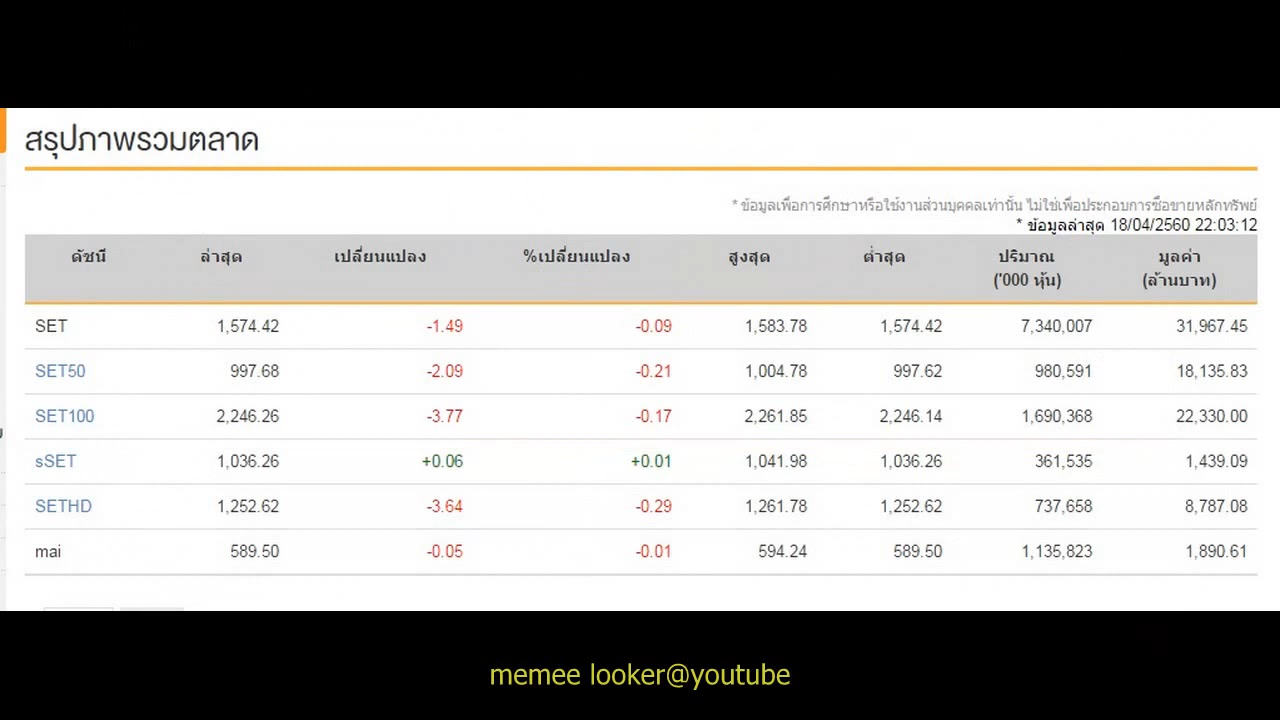 สรุปภาพรวมตลาด
* ข้อมูลเพื่อการศึกษาหรือใช้งานส่วนบุคคลเท่านั้น ไม่ใช่เพื่อประกอบการซื้อขายหลักทรัพย์
* ข้อมูลล่าสุด 18/04/2560 22:03:12
ดัชนี ล่าสุด เปลี่ยนแปลง %เปลี่ยนแปลง สูงสุด ต่ำสุด ปริมาณ มูลค่า
('000 หุ้น) (ล้านบาท)
SET 1,574.42 -1.49 -0.09 1,583.78 1,574.42 7,340,007 31,967.45
SET50 997.68 -2.09 -0.21 1,004.78 997.62 980,591 18,135.83
SET100 2,246.26 -3.77 -0.17 2,261.85 2,246.14 1,690,368 22,330.00
sSET 1,036.26 +0.06 +0.01 1,041.98 1,036.26 361,535 1,439.09
SETHD 1,252.62 -3.64 -0.29 1,261.78 1,252.62 737,658 8,787.08
mai 589.50 -0.05 -0.01 594.24 589.50 1,135,823 1,890.61
memee looker@youtube